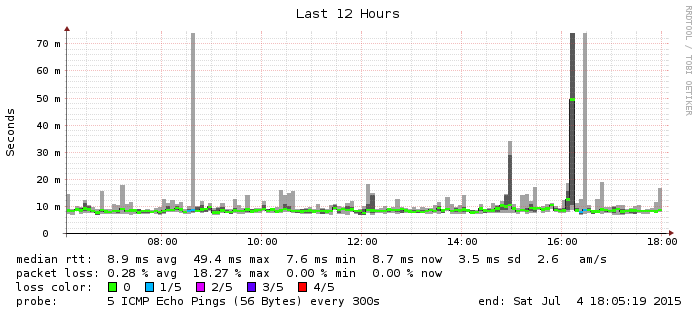 Last 12 Hours
RRDTOOL / TOBI OETIKER
Seconds
70 m
60 m
50 m
40 m
30 m
20 m
10 m
0
08:00 10:00 12:00 14:00 16:00 18:00
median rtt: 8.9 ms avg 49.4 ms max 7.6 ms min 8.7 ms now 3.5 ms sd 2.6 am/s
packet loss: 0.28 % avg 18.27 % max 0.00 % min 0.00 % now
loss color: 0 1/5 2/5 3/5 4/5
probe: 5 ICMP Echo Pings (56 Bytes) every 300s end: Sat Jul 4 18:05:19 2015